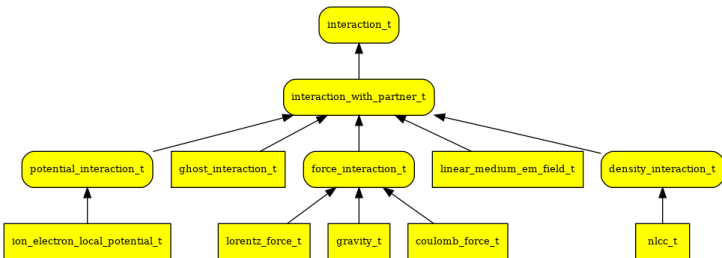 interaction_t
interaction_with_partner_t
potential_interaction_t
ghost_interaction_t
force_interaction_t
linear_medium_em_field_t
density_interaction_t
ion_electron_local_potential_t
lorentz_force_t
gravity_t
coulomb_force_t
nlcc_t